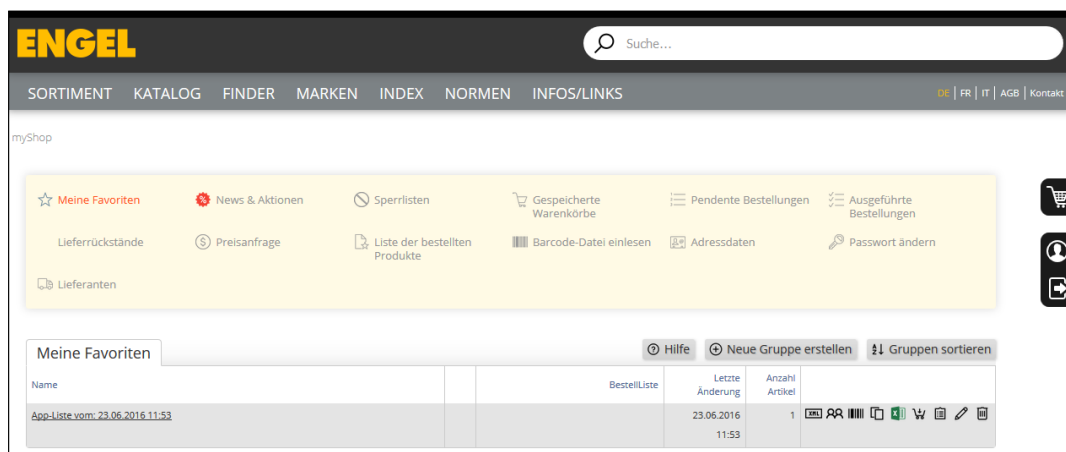 ENGEL
Suche...
SORTIMENT KATALOG FINDER MARKEN INDEX NORMEN INFOS/LINKS
DE | FR | IT | AGB | Kontakt
myShop
Meine Favoriten
News & Aktionen
Sperrlisten
Gespeicherte
Warenkörbe
Pendente Bestellungen
Ausgeführte
Bestellungen
Lieferrückstände
Preisanfrage
Liste der bestellten
Produkte
Barcode-Datei einlesen
Adressdaten
Passwort ändern
Lieferanten
Meine Favoriten
Hilfe
Neue Gruppe erstellen
Gruppen sortieren
Name
BestellListe
Letzte
Änderung
Anzahl
Artikel
App-Liste vom: 23.06.2016 11:53
23.06.2016
11:53
1
XML